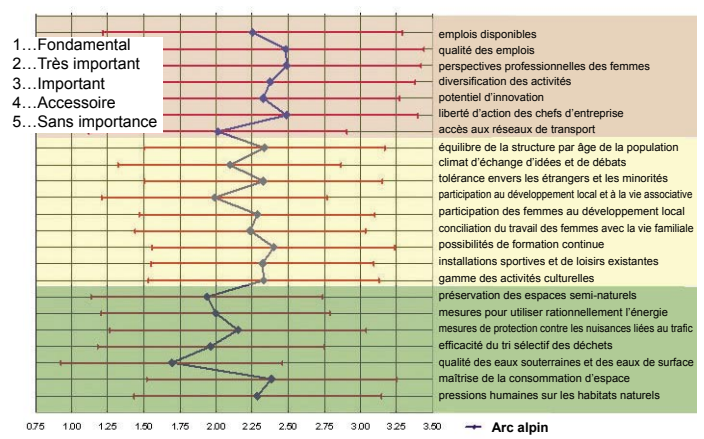 emplois disponibles
1…Fondamental
qualité des emplois
2…Très important
perspectives professionnelles des femmes
3…Important
diversification des activités
4…Accessoire
potentiel d'innovation
5…Sans importance
liberté d'action des chefs d'entreprise
accès aux réseaux de transport
équilibre de la structure par âge de la population
climat d'échange d'idées et de débats
tolérance envers les étrangers et les minorités
participation au développement local et à la vie associative
participation des femmes au développement local
conciliation du travail des femmes avec la vie familiale
possibilités de formation continue
installations sportives et de loisirs existantes
gamme des activités culturelles
préservation des espaces semi-naturels
mesures pour utiliser rationnellement l'énergie
mesures de protection contre les nuisances liées au trafic
efficacité du tri sélectif des déchets
qualité des eaux souterraines et des eaux de surface
maîtrise de la consommation d'espace
pressions humaines sur les habitats naturels
0.75 1.00 1.25 1.50 1.75 2.00 2.25 2.50 2.75 3.00 3.25 3.50
Arc alpin